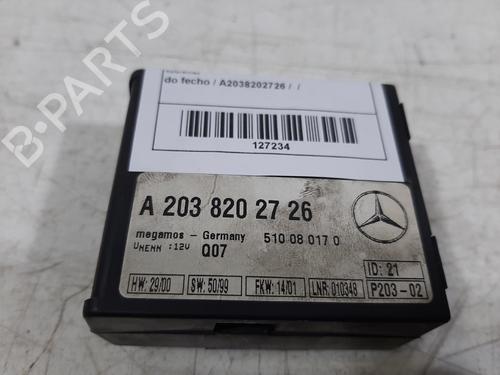 B-PARTS
do fecho / A2038202726 / /
127234
A 203 820 27 26
megamos - Germany 510 08 017 0
UNENN :12V Q07
ID: 21
HW: 29/00 SW: 50/99 FKW: 14/01 LNR: 010348 P203-02